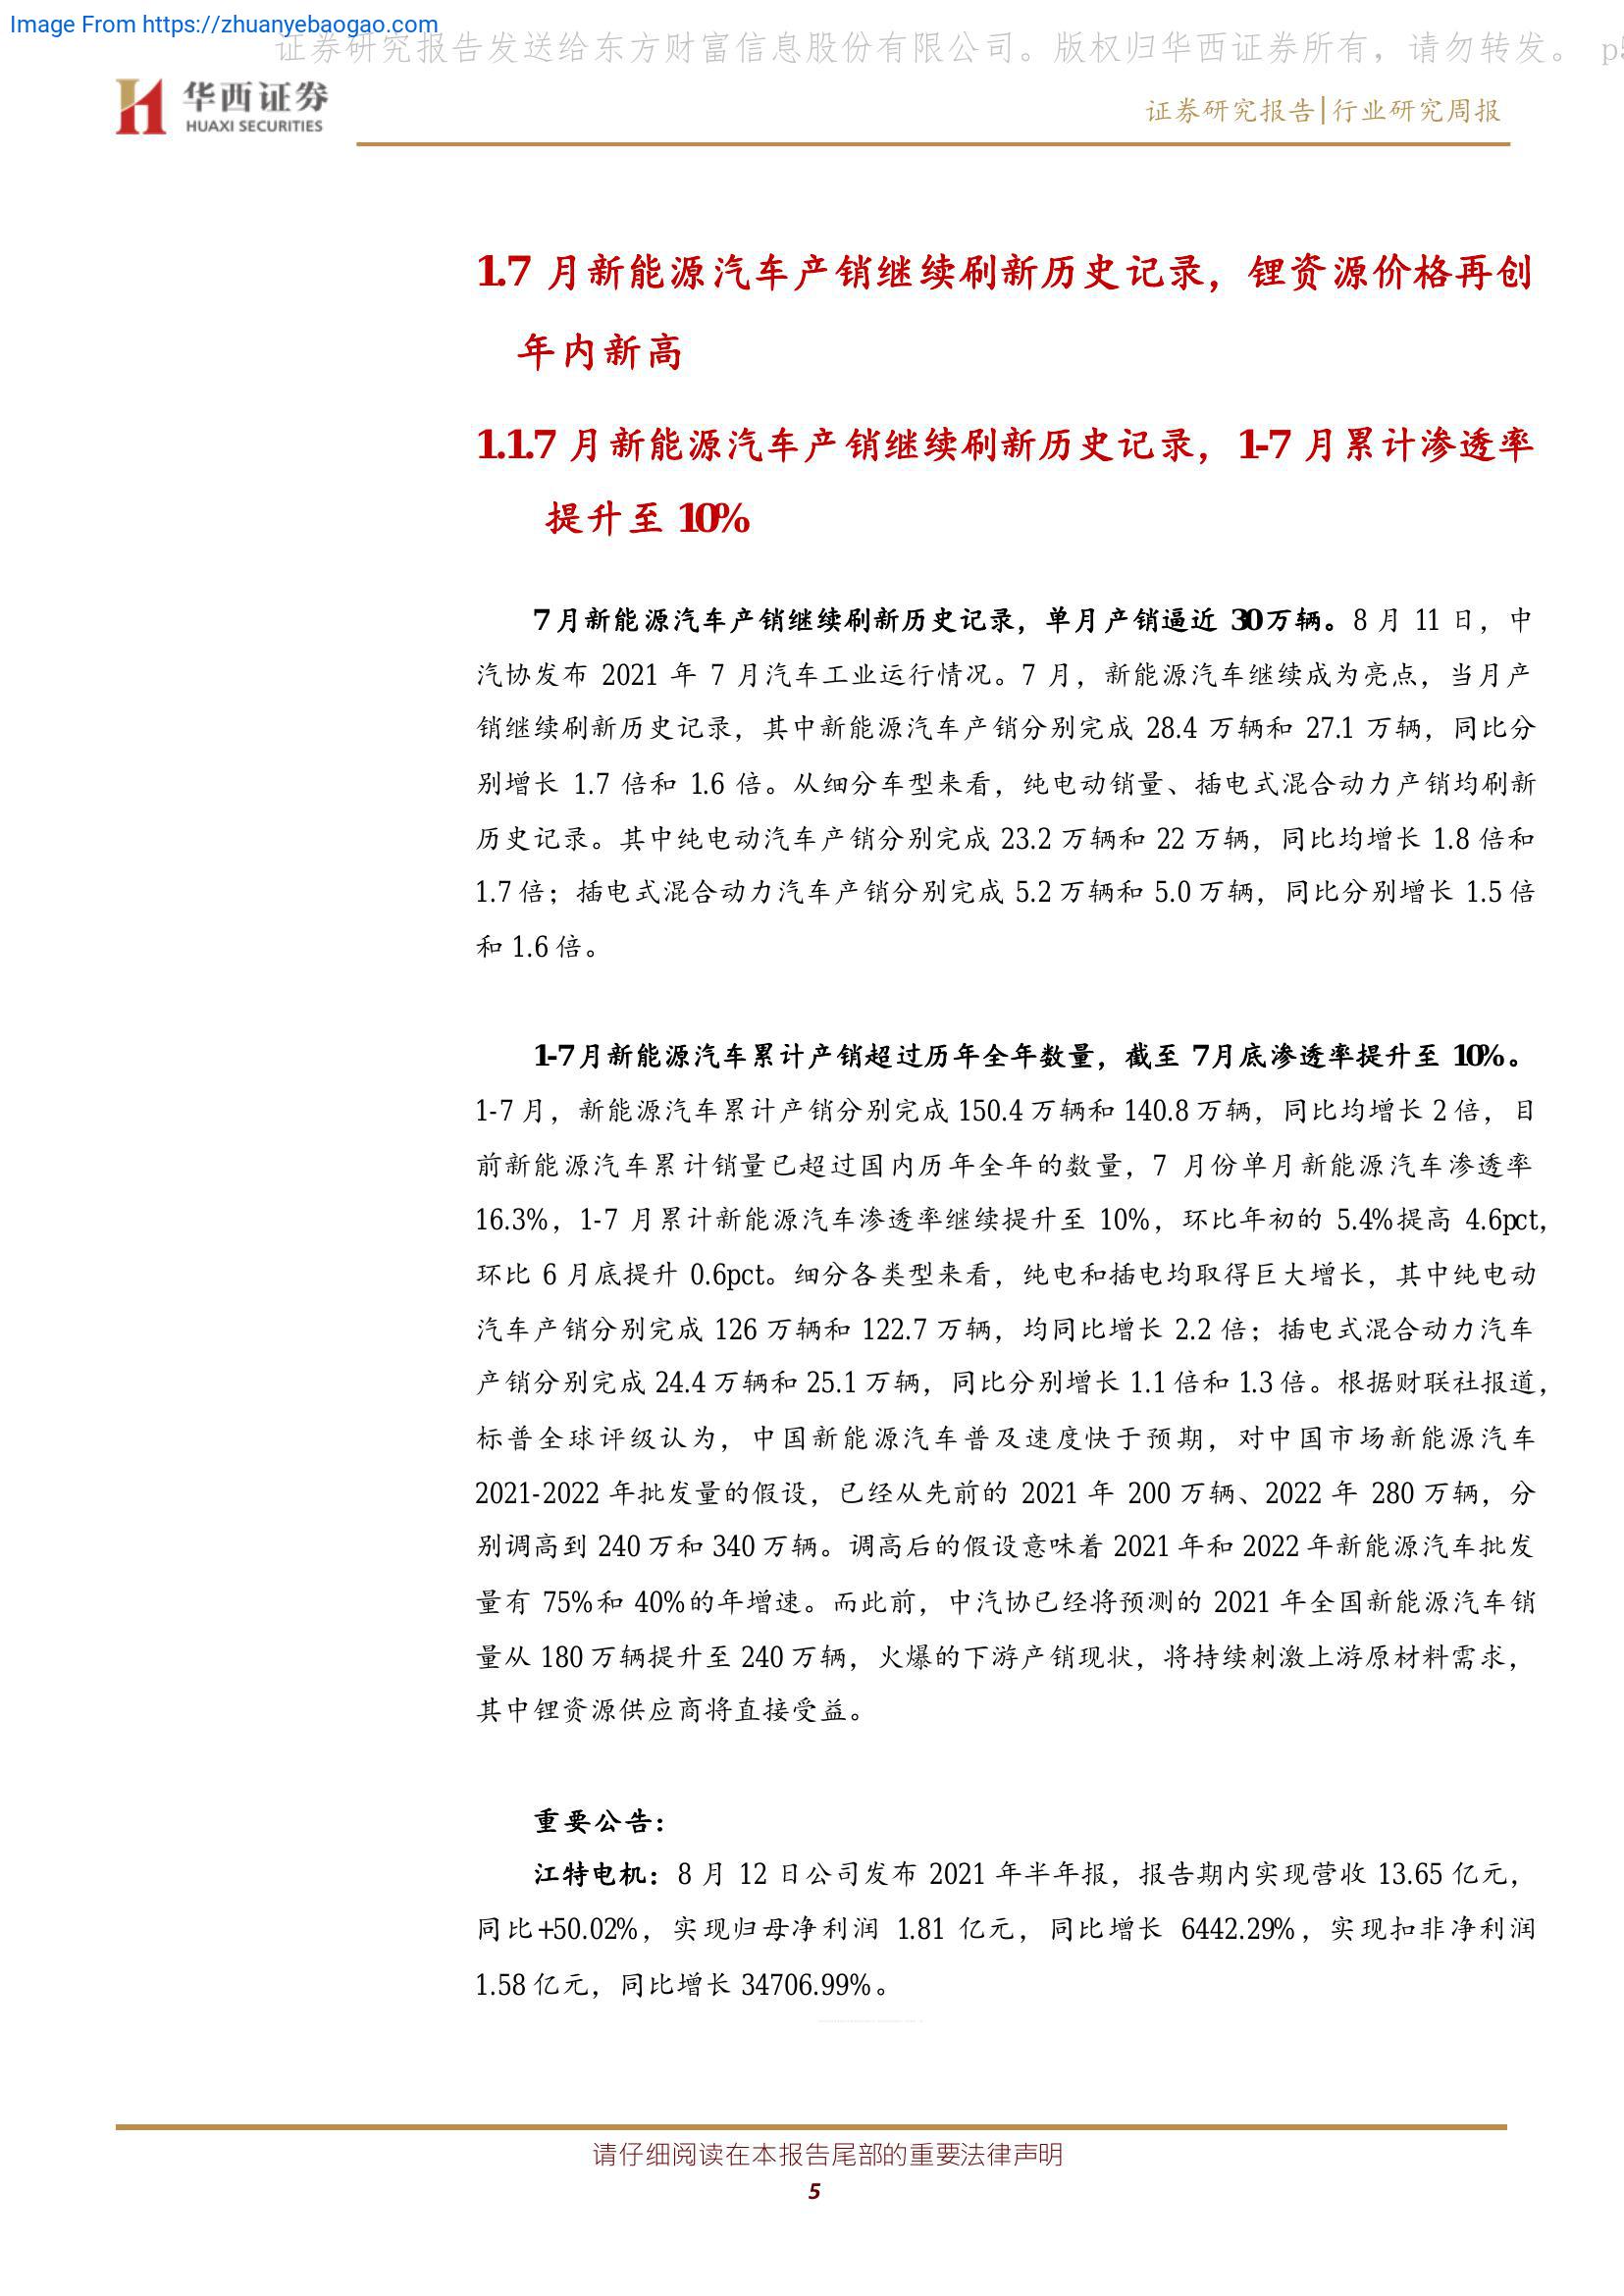 Image From https://zhuanyebaogao.com
证券研究报告发送给东方财富信息股份有限公司。版权归华西证券所有，请勿转发。 p5
华西证券
HUAXI SECURITIES
证券研究报告|行业研究周报
1.7 月新能源汽车产销继续刷新历史记录，锂资源价格再创
年内新高
1.1.7 月新能源汽车产销继续刷新历史记录，1-7 月累计渗透率
提升至 10%
7 月新能源汽车产销继续刷新历史记录，单月产销逼近 30 万辆。8 月 11 日，中
汽协发布 2021 年 7 月汽车工业运行情况。7 月，新能源汽车继续成为亮点，当月产
销继续刷新历史记录，其中新能源汽车产销分别完成 28.4 万辆和 27.1 万辆，同比分
别增长 1.7 倍和 1.6 倍。从细分车型来看，纯电动销量、插电式混合动力产销均刷新
历史记录。其中纯电动汽车产销分别完成 23.2 万辆和 22 万辆，同比均增长 1.8 倍和
1.7 倍；插电式混合动力汽车产销分别完成 5.2 万辆和 5.0 万辆，同比分别增长 1.5 倍
和 1.6 倍。
1-7 月新能源汽车累计产销超过历年全年数量，截至 7 月底渗透率提升至 10%。
1-7 月，新能源汽车累计产销分别完成 150.4 万辆和 140.8 万辆，同比均增长 2 倍，目
前新能源汽车累计销量已超过国内历年全年的数量，7 月份单月新能源汽车渗透率
16.3%，1-7 月累计新能源汽车渗透率继续提升至 10%，环比年初的 5.4%提高 4.6pct，
环比 6 月底提升 0.6pct。细分各类型来看，纯电和插电均取得巨大增长，其中纯电动
汽车产销分别完成 126 万辆和 122.7 万辆，均同比增长 2.2 倍；插电式混合动力汽车
产销分别完成 24.4 万辆和 25.1 万辆，同比分别增长 1.1 倍和 1.3 倍。根据财联社报道，
标普全球评级认为，中国新能源汽车普及速度快于预期，对中国市场新能源汽车
2021-2022 年批发量的假设，已经从先前的 2021 年 200 万辆、2022 年 280 万辆，分
别调高到 240 万和 340 万辆。调高后的假设意味着 2021 年和 2022 年新能源汽车批发
量有 75%和 40%的年增速。而此前，中汽协已经将预测的 2021 年全国新能源汽车销
量从 180 万辆提升至 240 万辆，火爆的下游产销现状，将持续刺激上游原材料需求，
其中锂资源供应商将直接受益。
重要公告：
江特电机：8 月 12 日公司发布 2021 年半年报，报告期内实现营收 13.65 亿元，
同比+50.02%，实现归母净利润 1.81 亿元，同比增长 6442.29%，实现扣非净利润
1.58 亿元，同比增长 34706.99%。
请仔细阅读在本报告尾部的重要法律声明
5